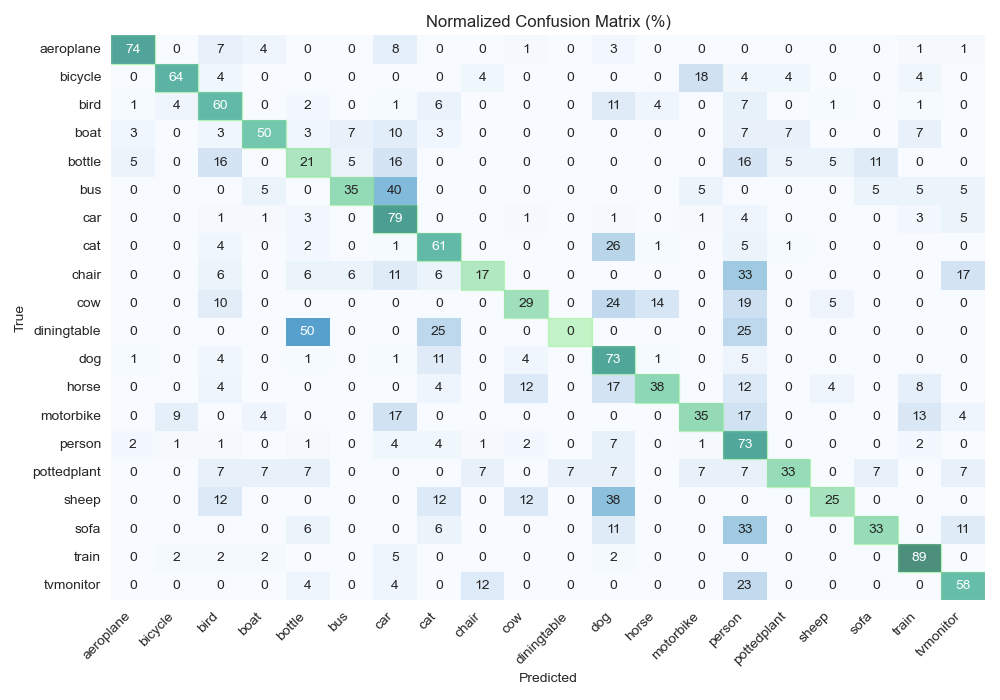 Normalized Confusion Matrix (%)
aeroplane 74 0 7 4 0 0 8 0 0 1 0 3 0 0 0 0 0 0 1 1
bicycle 0 64 4 0 0 0 0 0 4 0 0 0 0 18 4 4 0 0 4 0
bird 1 4 60 0 2 0 1 6 0 0 0 11 4 0 7 0 1 0 1 0
boat 3 0 3 50 3 7 10 3 0 0 0 0 0 0 7 7 0 0 7 0
bottle 5 0 16 0 21 5 16 0 0 0 0 0 0 0 16 5 5 11 0 0
bus 0 0 0 5 0 35 40 0 0 0 0 0 0 5 0 0 0 5 5 5
car 0 0 1 1 3 0 79 0 0 1 0 1 0 1 4 0 0 0 3 5
cat 0 0 4 0 2 0 1 61 0 0 0 26 1 0 5 1 0 0 0 0
chair 0 0 6 0 6 6 11 6 17 0 0 0 0 0 33 0 0 0 0 17
cow 0 0 10 0 0 0 0 0 0 29 0 24 14 0 19 0 5 0 0 0
diningtable 0 0 0 0 50 0 0 25 0 0 0 0 0 0 25 0 0 0 0 0
dog 1 0 4 0 1 0 1 11 0 4 0 73 1 0 5 0 0 0 0 0
horse 0 0 4 0 0 0 0 4 0 12 0 17 38 0 12 0 4 0 8 0
motorbike 0 9 0 4 0 0 17 0 0 0 0 0 0 35 17 0 0 0 13 4
person 2 1 1 0 1 0 4 4 1 2 0 7 0 1 73 0 0 0 2 0
pottedplant 0 0 7 7 7 0 0 0 7 0 7 7 0 7 7 33 0 7 0 7
sheep 0 0 12 0 0 0 0 12 0 12 0 38 0 0 0 0 25 0 0 0
sofa 0 0 0 0 6 0 0 6 0 0 0 11 0 0 33 0 0 33 0 11
train 0 2 2 2 0 0 5 0 0 0 0 2 0 0 0 0 0 0 89 0
tvmonitor 0 0 0 0 4 0 4 0 12 0 0 0 0 0 23 0 0 0 0 58
True
aeroplane bicycle bird boat bottle bus car cat chair cow diningtable dog horse motorbike person pottedplant sheep sofa train tvmonitor
Predicted